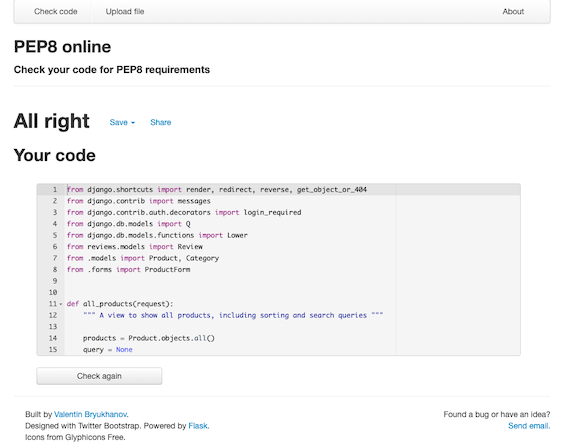 Check code Upload file About
PEP8 online
Check your code for PEP8 requirements
All right Save Share
Your code
1 from django.shortcuts import render, redirect, reverse, get_object_or_404
2 from django.contrib import messages
3 from django.contrib.auth.decorators import login_required
4 from django.db.models import Q
5 from django.db.models.functions import Lower
6 from reviews.models import Review
7 from .models import Product, Category
8 from .forms import ProductForm
9
10
11 def all_products(request):
12 """ A view to show all products, including sorting and search queries """
13
14 products = Product.objects.all()
15 query = None
Check again
Built by Valentin Bryukhanov. Found a bug or have an idea?
Designed with Twitter Bootstrap. Powered by Flask. Send email.
Icons from Glyphicons Free.